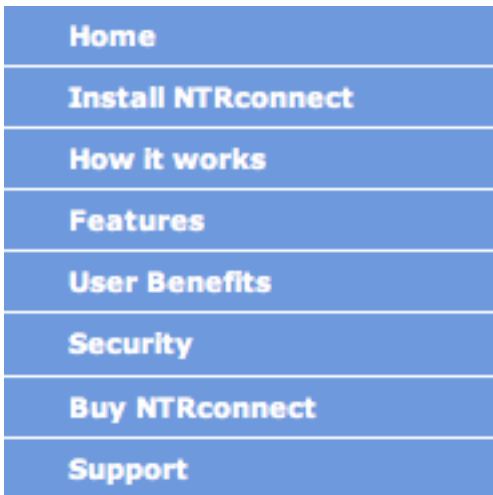 Home
Install NTRconnect
How it works
Features
User Benefits
Security
Buy NTRconnect
Support